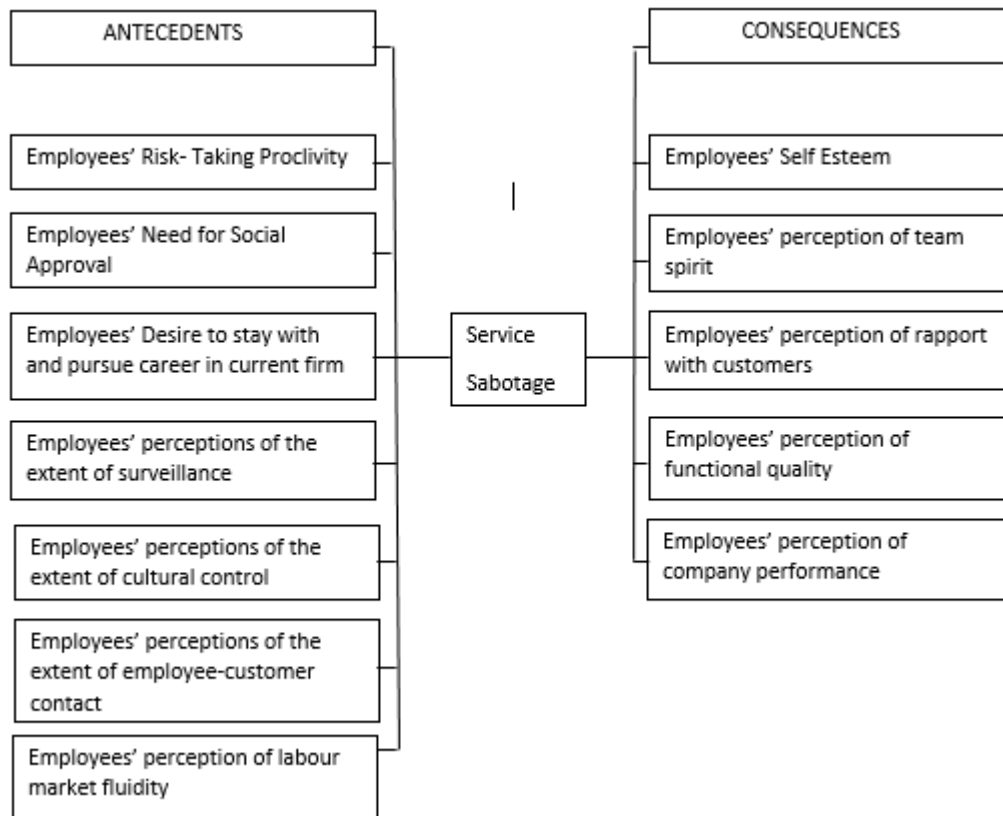 ANTECEDENTS
Employees’ Risk- Taking Proclivity
Employees’ Need for Social
Approval
Employees’ Desire to stay with
and pursue career in current firm
Employees’ perceptions of the
extent of surveillance
Employees’ perceptions of the
extent of cultural control
Employees’ perceptions of the
extent of employee-customer
contact
Employees’ perception of labour
market fluidity
Service
Sabotage
CONSEQUENCES
Employees’ Self Esteem
Employees’ perception of team
spirit
Employees’ perception of rapport
with customers
Employees’ perception of
functional quality
Employees’ perception of
company performance